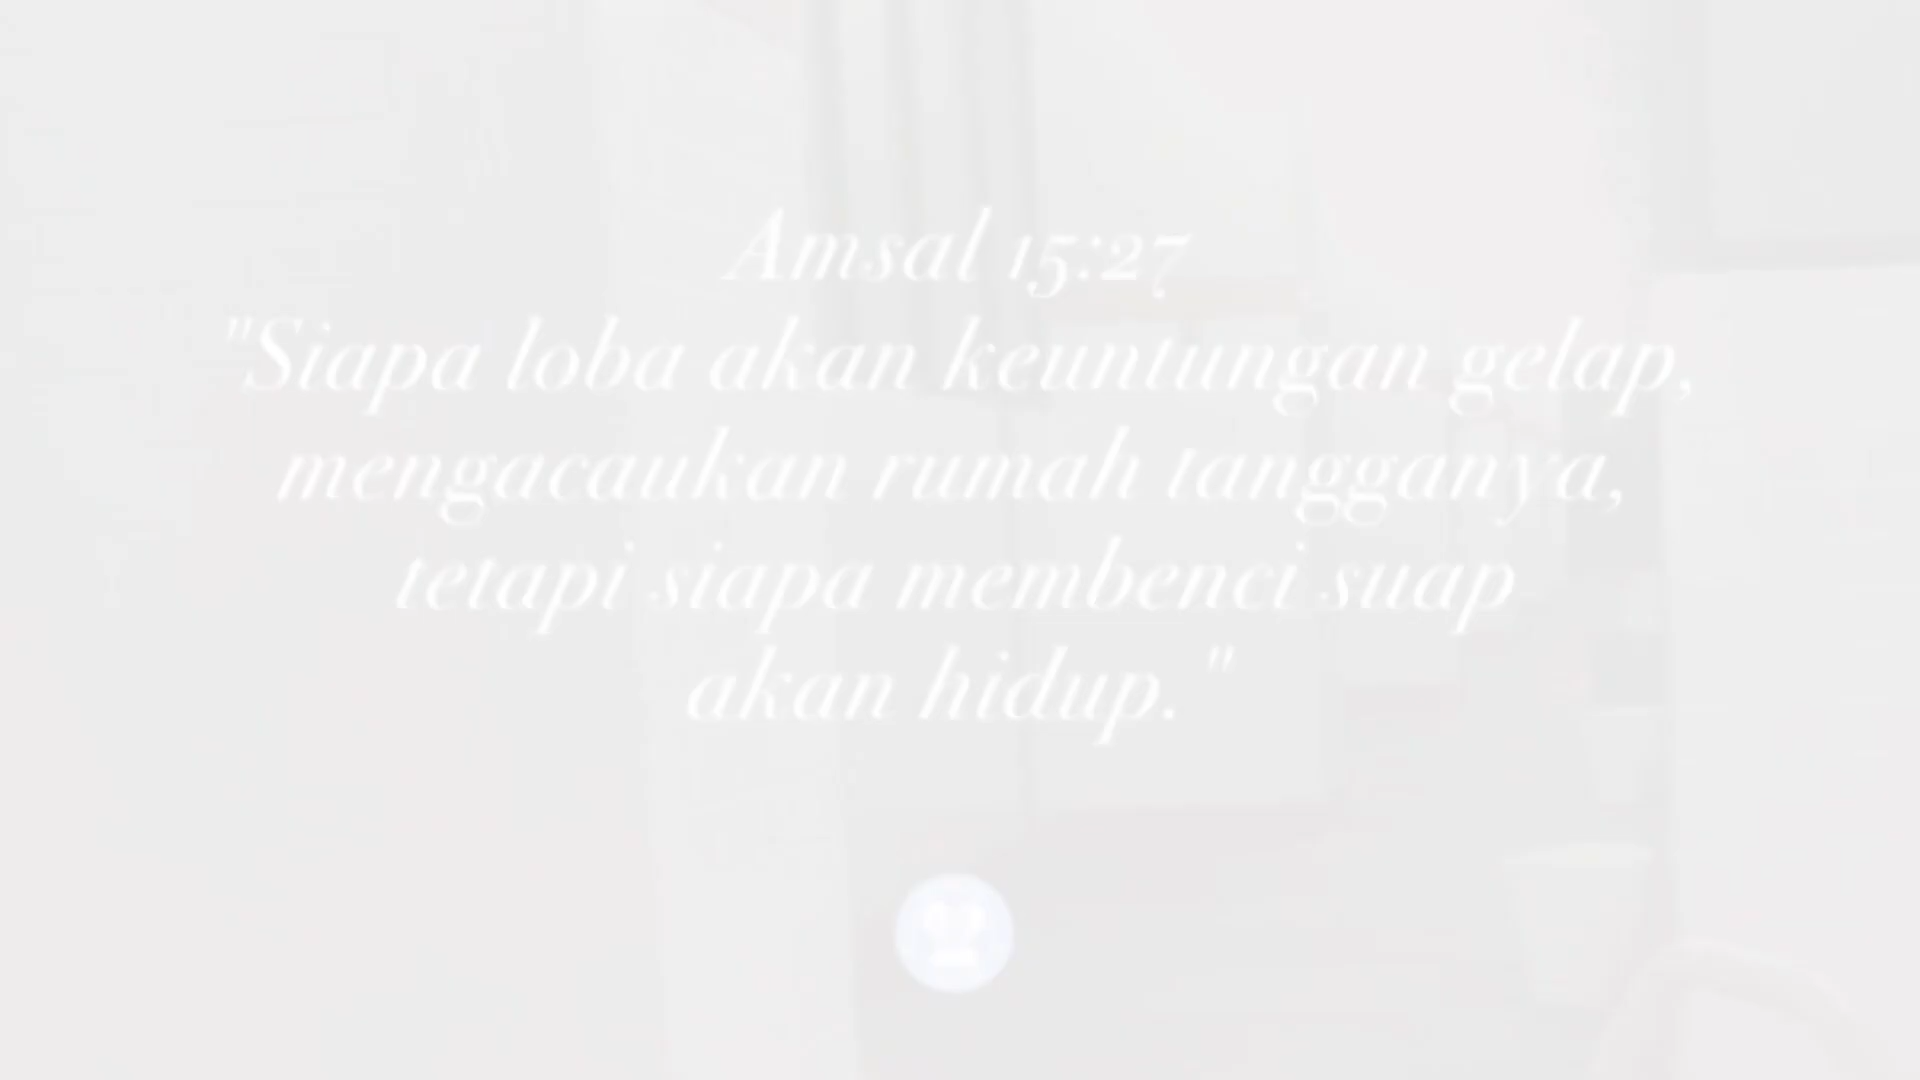 Amsal 15:27
"Siapa loba akan keuntungan gelap,
mengacaukan rumah tangganya,
tetapi siapa membenci suap
akan hidup."